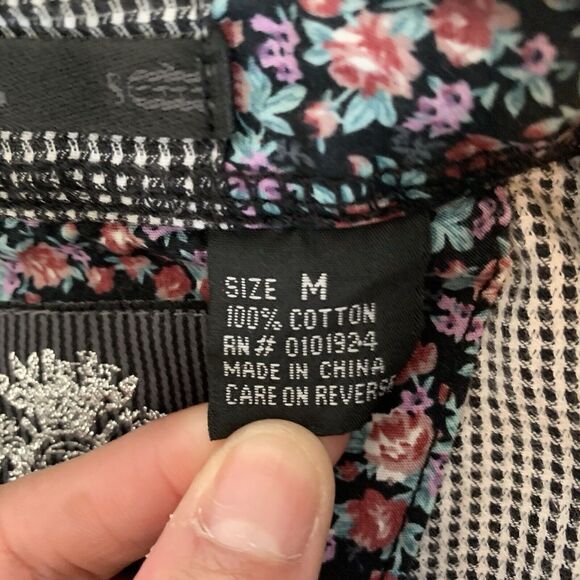 SIZE M
100% COTTON
RN# 0101924
MADE IN CHINA
CARE ON REVERSE